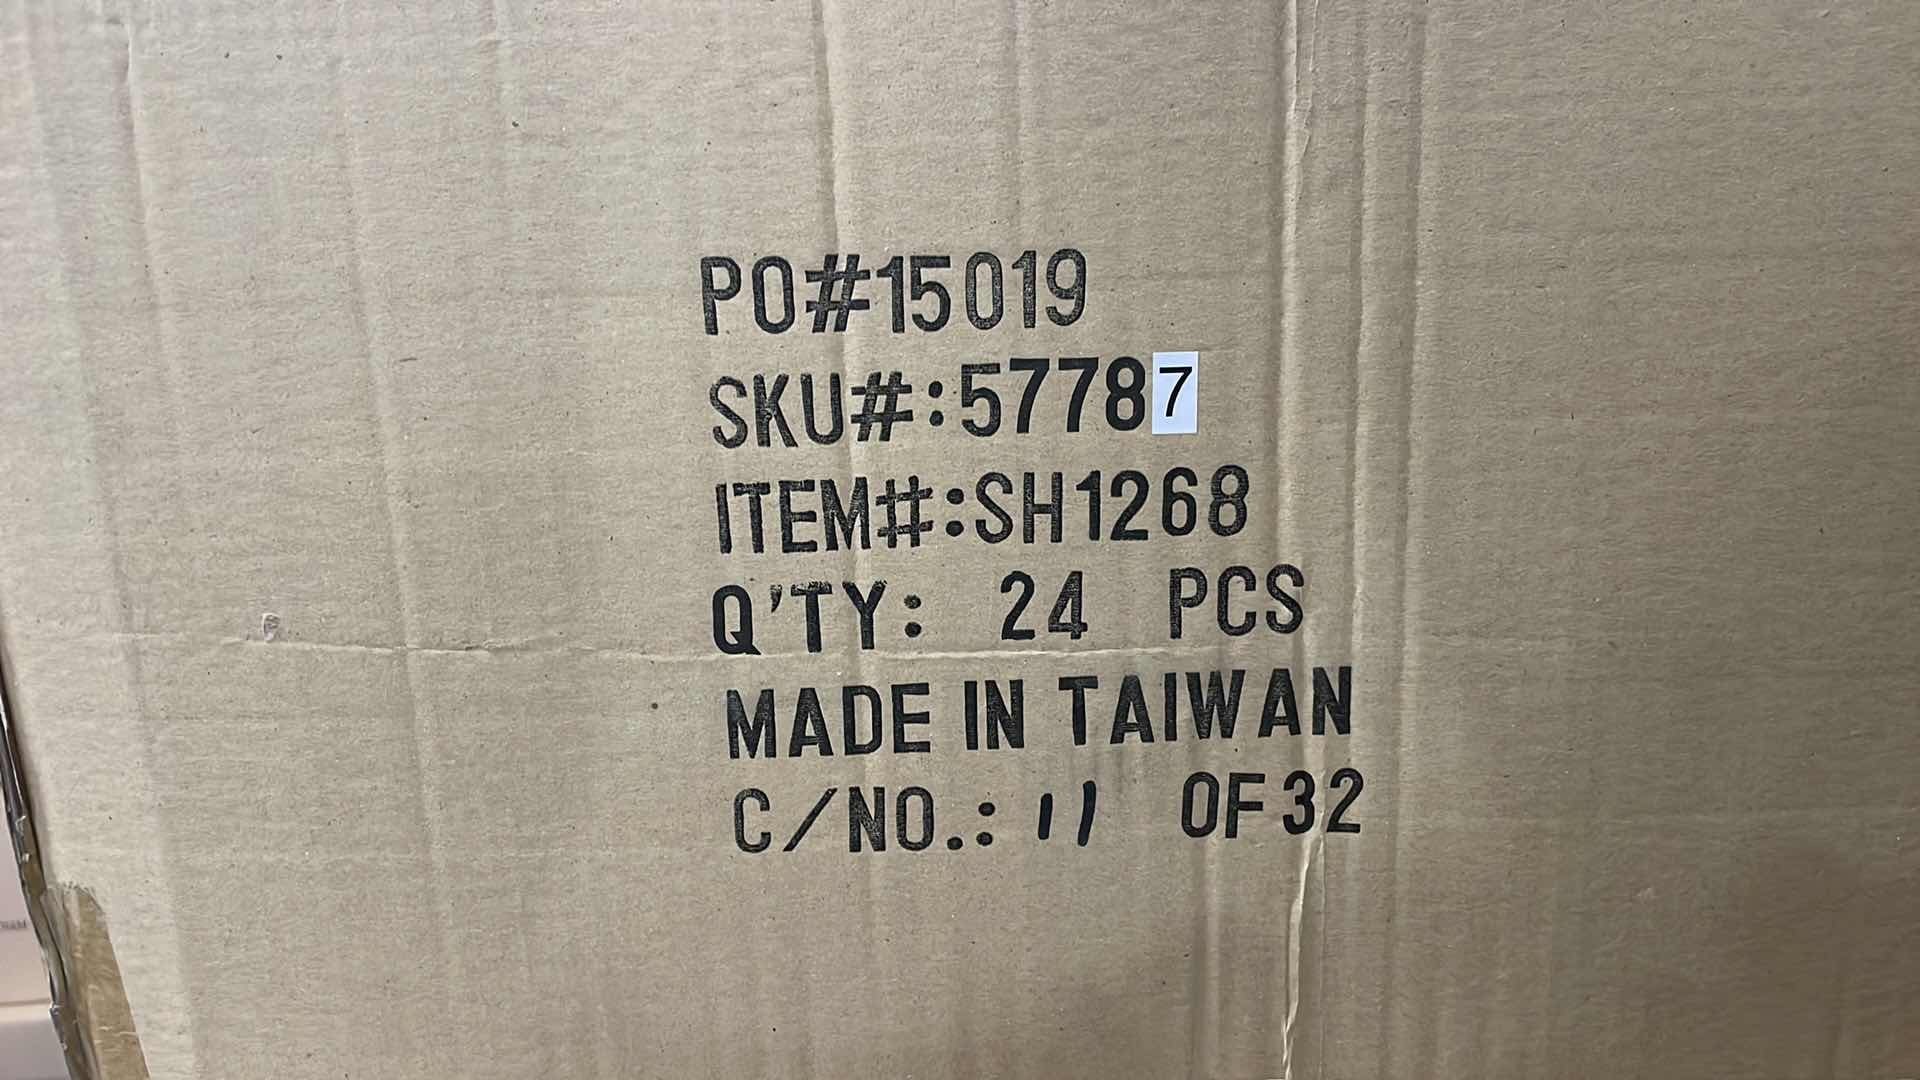 PO#15019
SKU#:57787
ITEM#:SH1268
Q'TY: 24 PCS
MADE IN TAIWAN
C/NO.: 11 OF 32